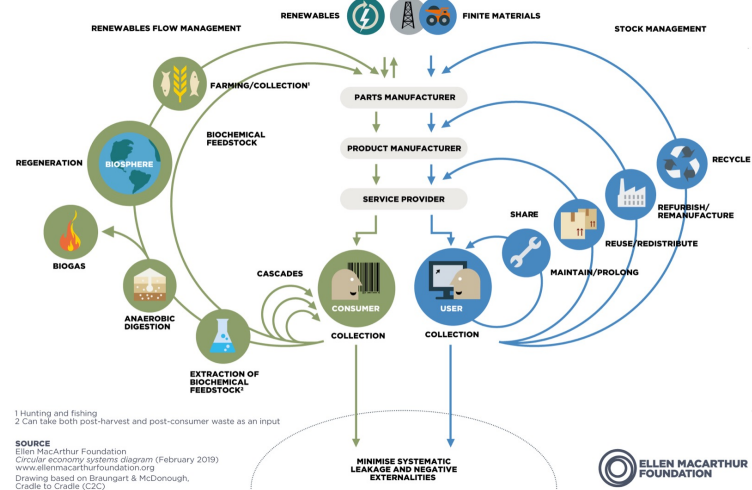 RENEWABLES FLOW MANAGEMENT
RENEWABLES
FINITE MATERIALS
STOCK MANAGEMENT
FARMING/COLLECTION¹
PARTS MANUFACTURER
BIOCHEMICAL
FEEDSTOCK
PRODUCT MANUFACTURER
REGENERATION
BIOSPHERE
RECYCLE
SERVICE PROVIDER
REFURBISH/
REMANUFACTURE
SHARE
REUSE/REDISTRIBUTE
BIOGAS
MAINTAIN/PROLONG
CASCADES
ANAEROBIC
DIGESTION
CONSUMER
USER
COLLECTION
COLLECTION
EXTRACTION OF
BIOCHEMICAL
FEEDSTOCK²
1 Hunting and fishing
2 Can take both post-harvest and post-consumer waste as an input
SOURCE
Ellen MacArthur Foundation
Circular economy systems diagram (February 2019)
www.ellenmacarthurfoundation.org
Drawing based on Braungart & McDonough,
Cradle to Cradle (C2C)
MINIMISE SYSTEMATIC
LEAKAGE AND NEGATIVE
EXTERNALITIES
ELLEN MACARTHUR
FOUNDATION